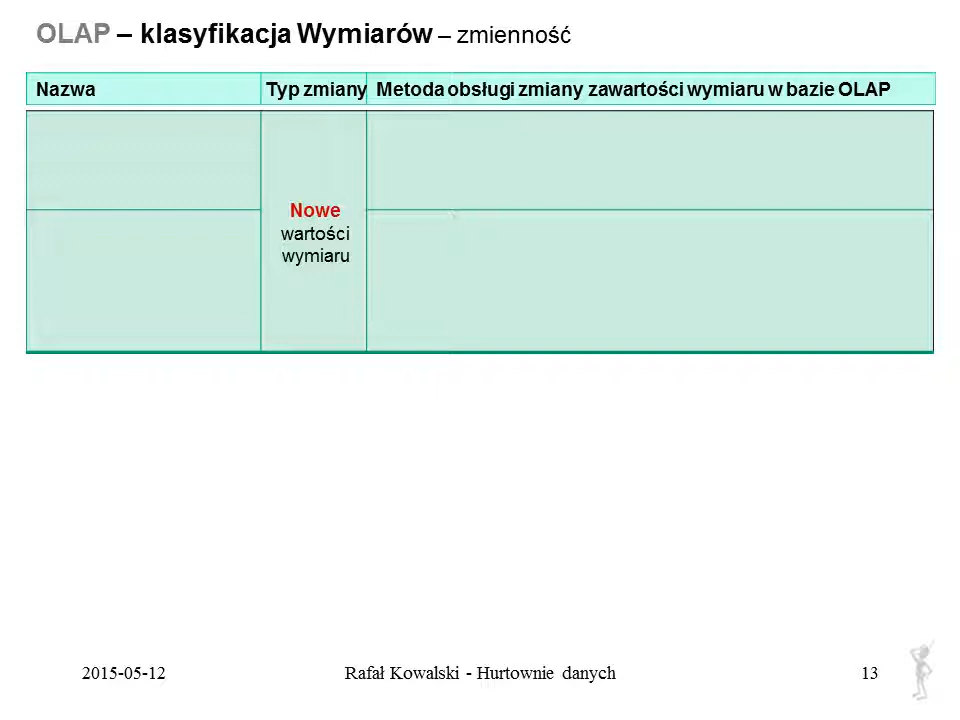 OLAP – klasyfikacja Wymiarów – zmienność
Nazwa Typ zmiany Metoda obsługi zmiany zawartości wymiaru w bazie OLAP
Nowe
wartości
wymiaru
2015-05-12 Rafał Kowalski - Hurtownie danych 13